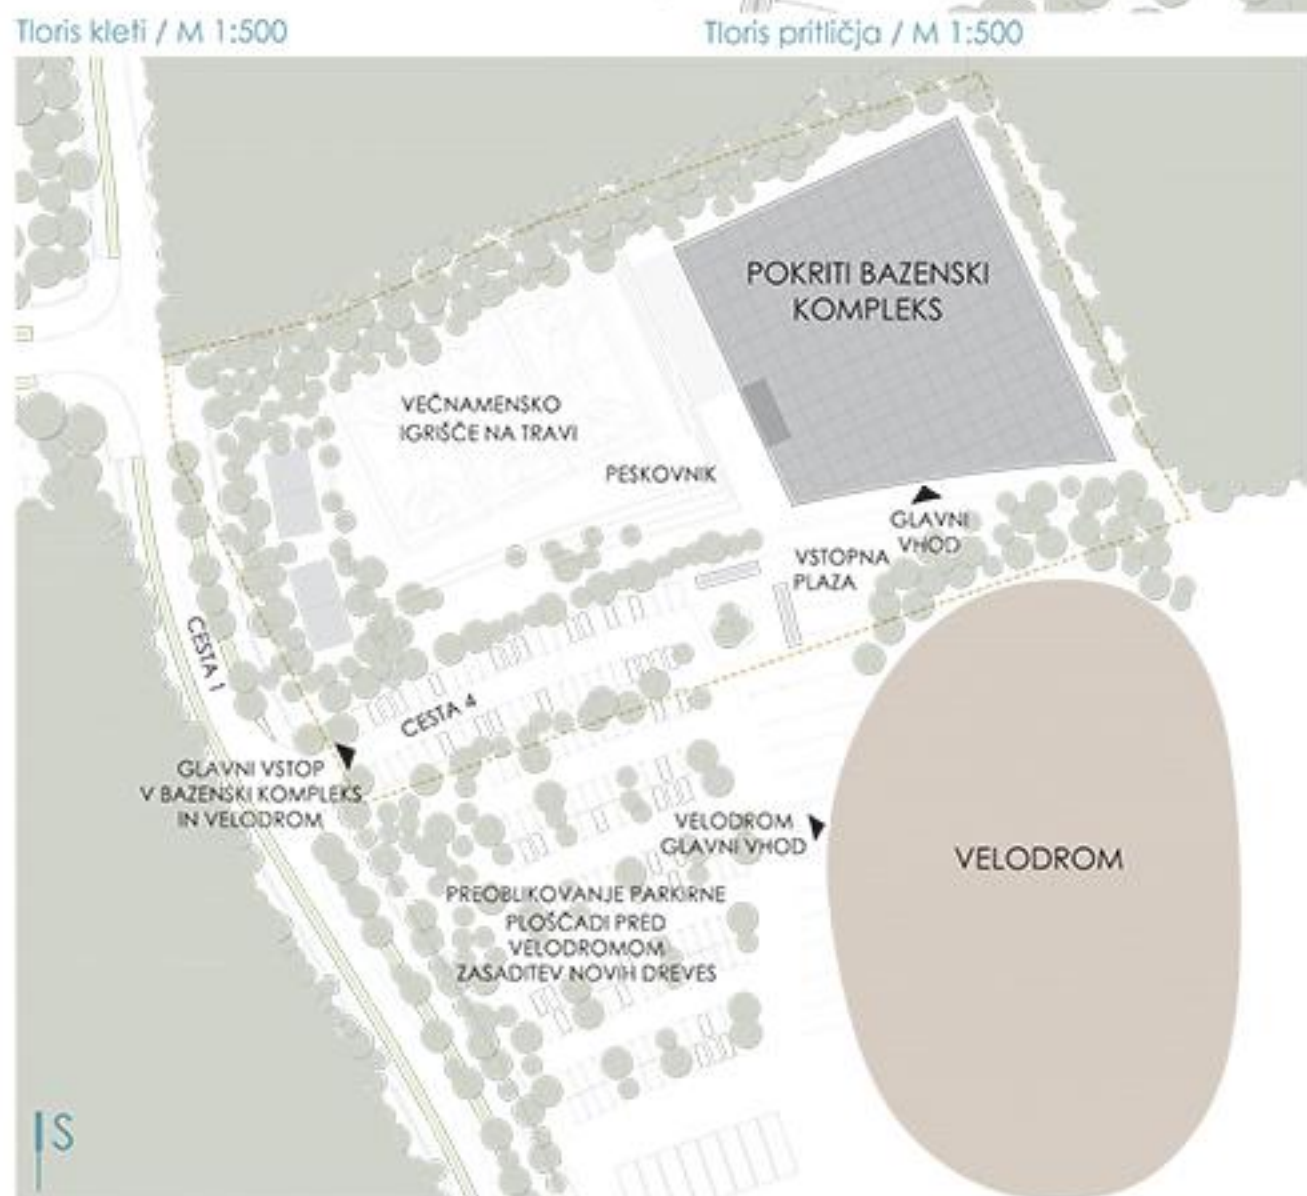 Tloris kleti / M 1:500
Tloris pritličja / M 1:500
POKRITI BAZENSKI
KOMPLEKS
VEČNAMENSKO
IGRIŠČE NA TRAVI
PESKOVNIK
GLAVNI
VHOD
VSTOPNA
PLAZA
CESTA 1
CESTA 4
GLAVNI VSTOP
V BAZENSKI KOMPLEKS
IN VELODROM
VELODROM
GLAVNI VHOD
VELODROM
PREOBLIKOVANJE PARKIRNE
PLOŠČADI PRED
VELODROMOM
ZASADITEV NOVIH DREVES
S